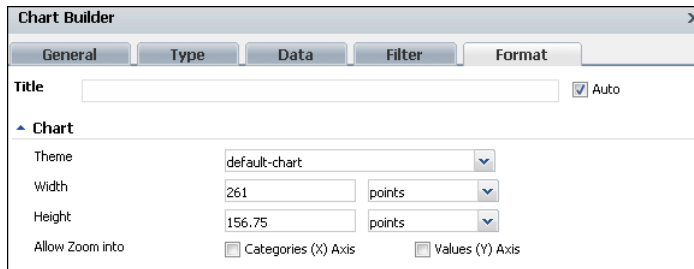 Chart Builder
General Type Data Filter Format
Title Auto
Chart
Theme default-chart
Width 261 points
Height 156.75 points
Allow Zoom into Categories (X) Axis Values (Y) Axis